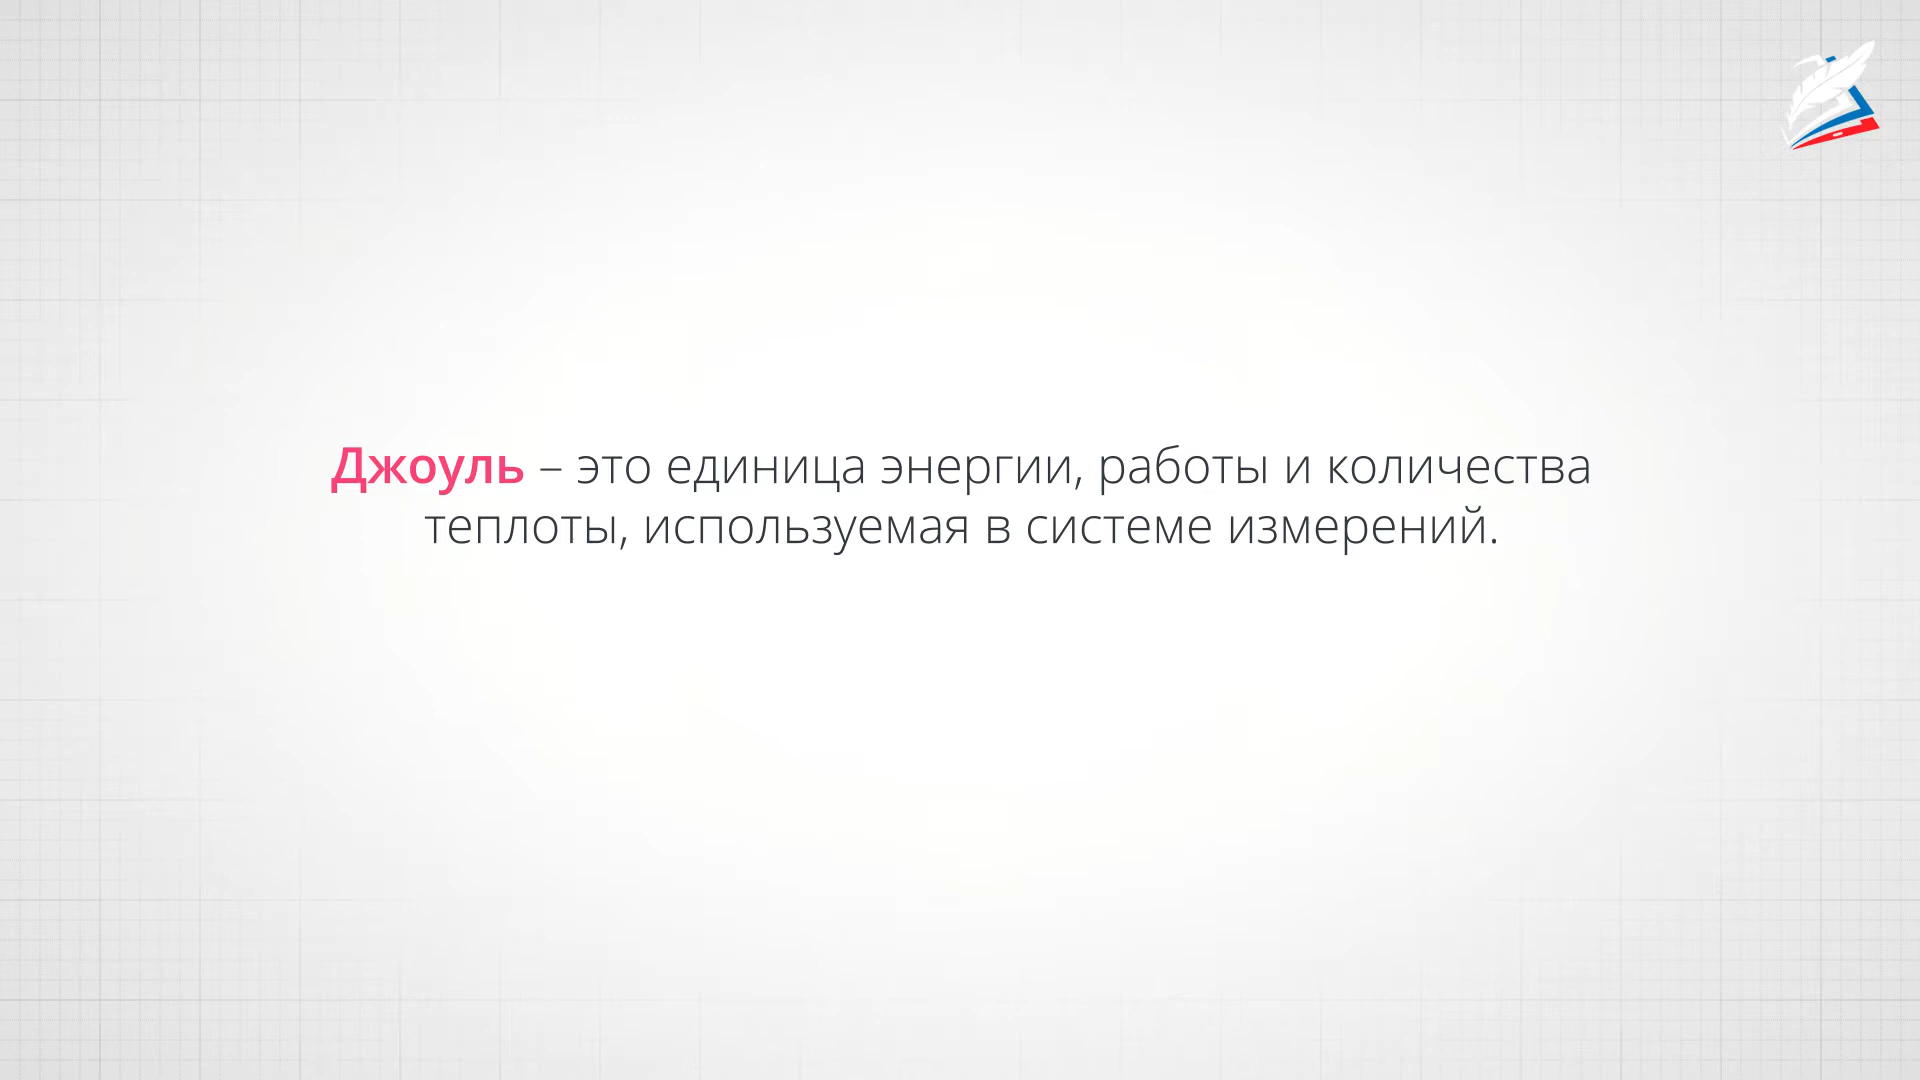 Джоуль – это единица энергии, работы и количества
теплоты, используемая в системе измерений.